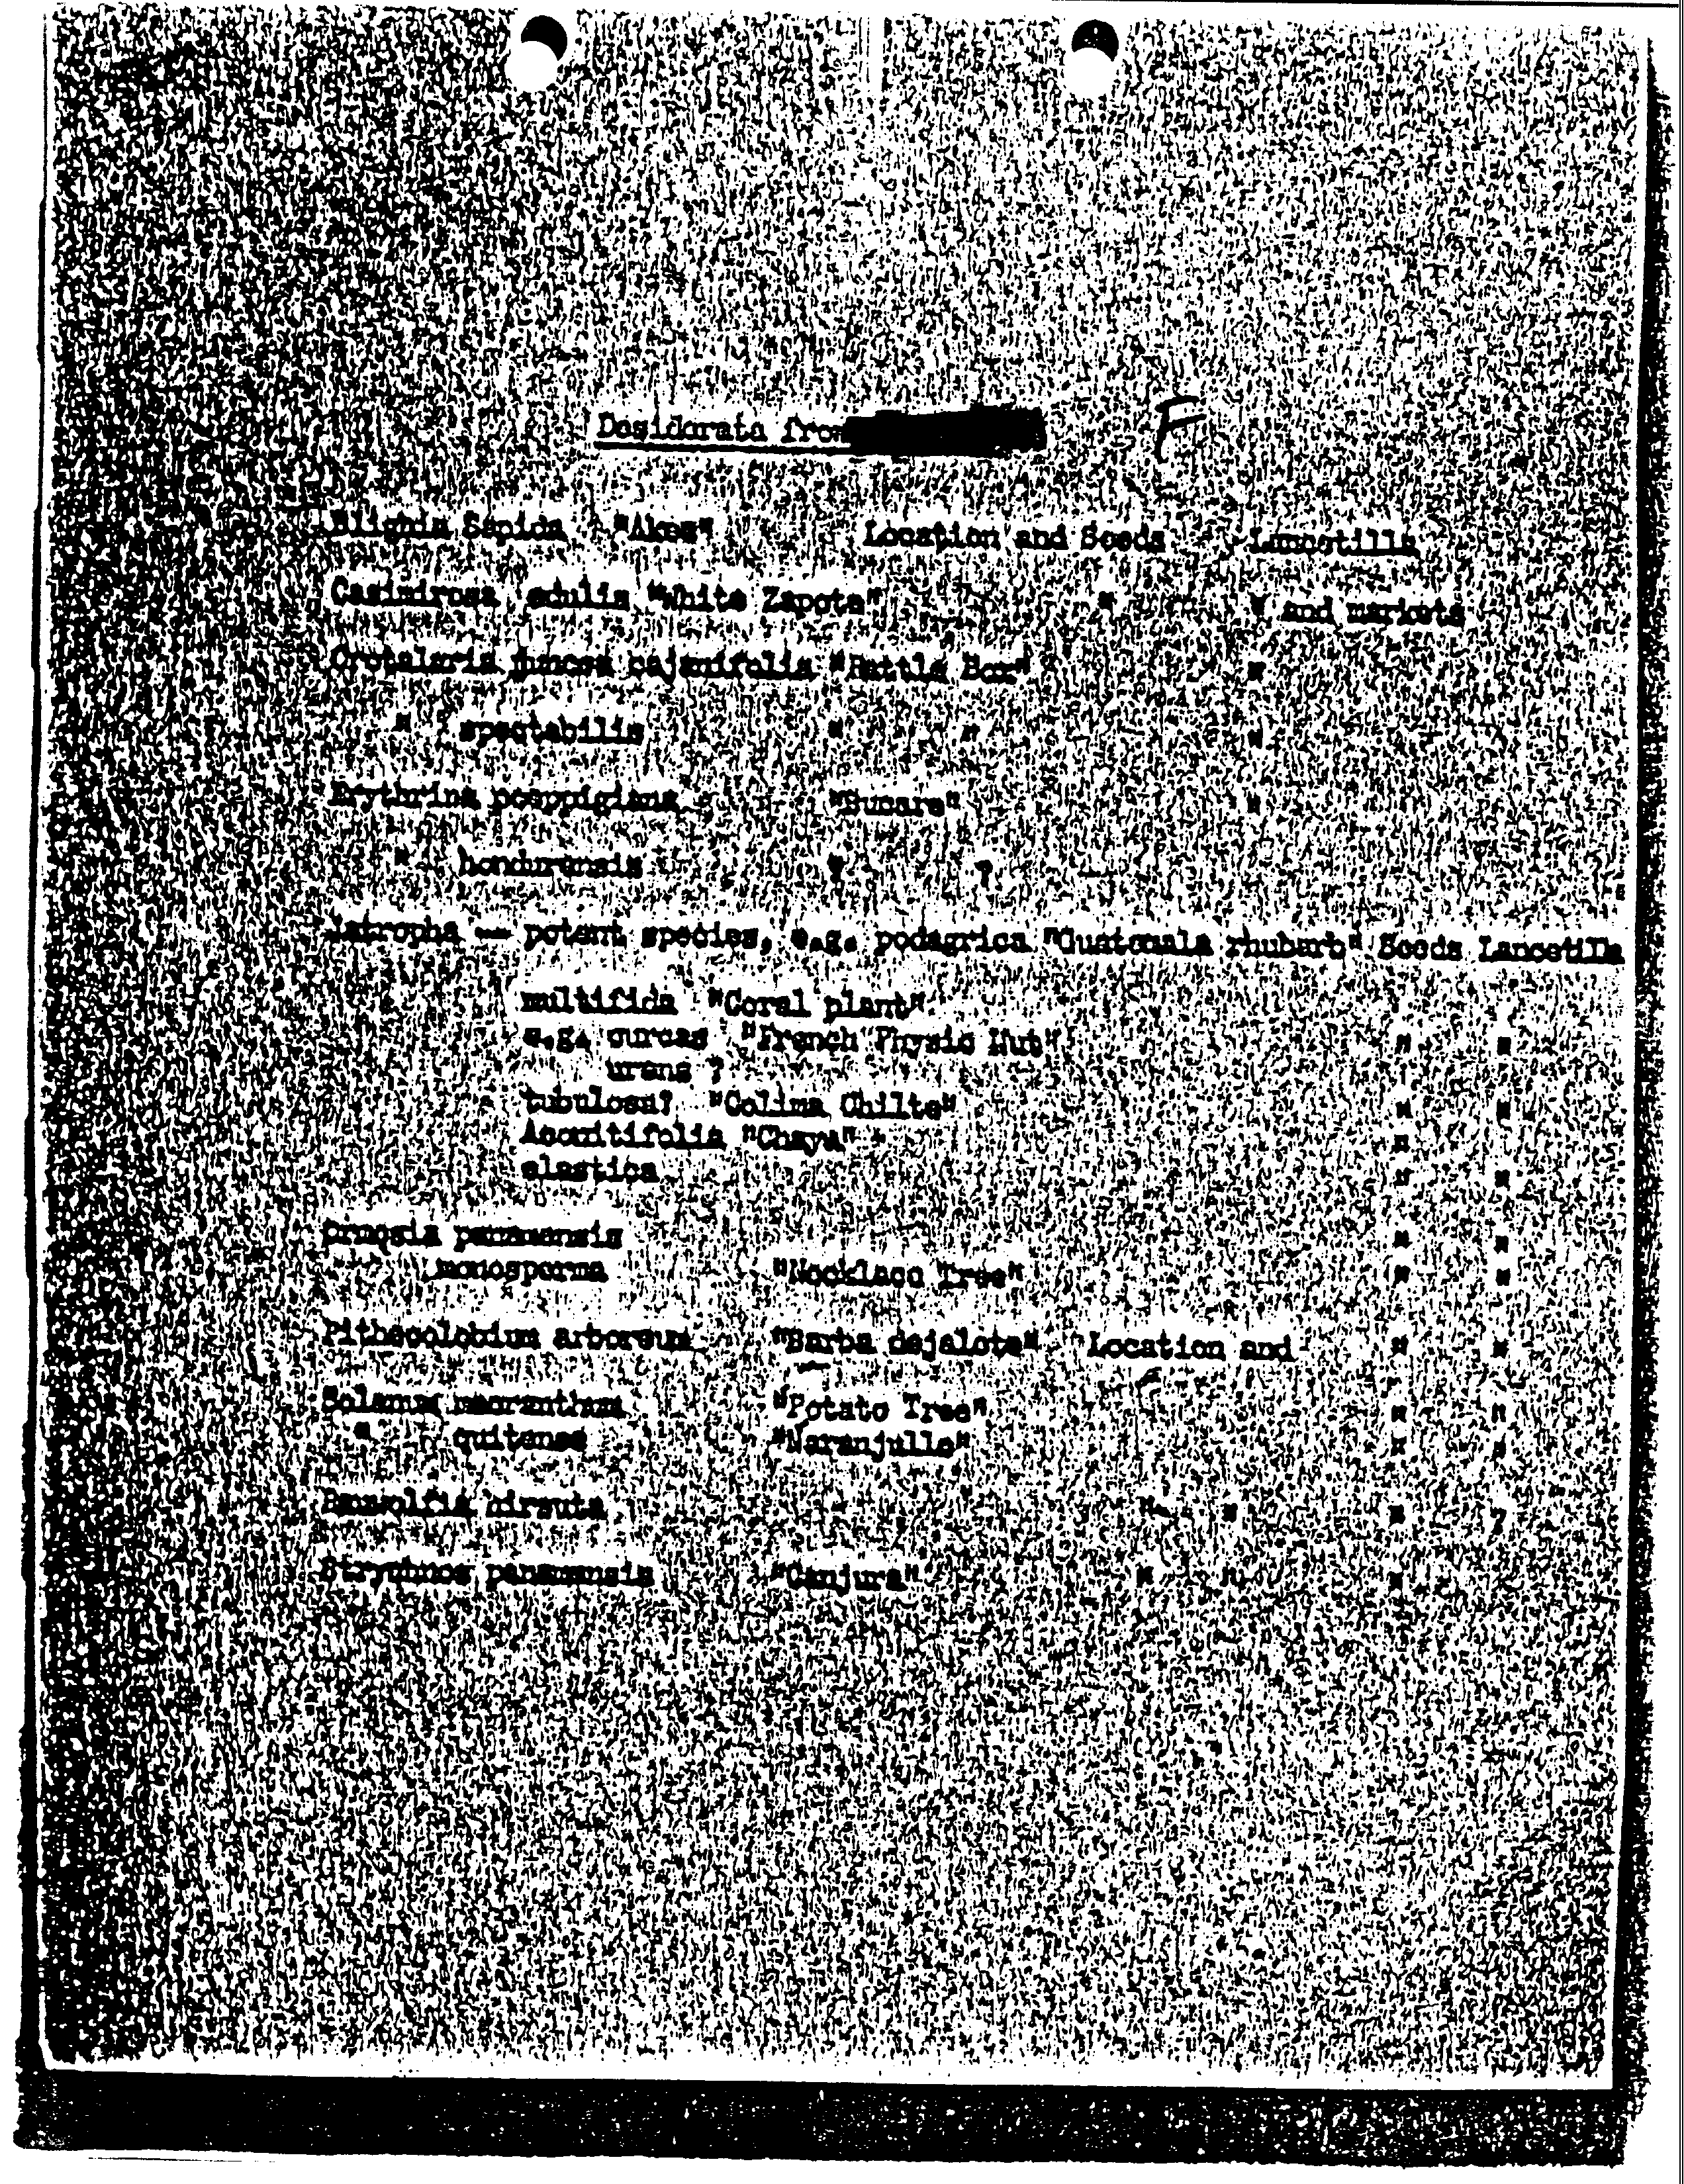 Desiderata from F
Blighia Sapida "Akee" Location and Seeds Lancetilla
Casimiroa edulis "White Zapote" " " and markets
Crotalaria juncea cajanifolia "Rattle Box" "
" spectabilis " " "
Erythrina poeppigiana "Bucare" "
" hondurensis ? ?
Jatropha -- potent species, e.g. podagrica "Guatemala rhubarb" Seeds Lancetilla
multifida "Coral plant"
e.g. curcas "French Physic Nut" " "
urens ?
tubulosa? "Colima Chilte" " "
Aconitifolia "Chaya" "
elastica " "
Ormosia panamensis " "
monosperma "Necklace Tree" " "
Pithecolobium arboreum "Barba dejalote" Location and " "
Solanum macranthum "Potato Tree" " "
" quitense "Naranjullo" " "
Rauwolfia hirsuta " " " ?
Strychnos panamensis "Canjura" " " "